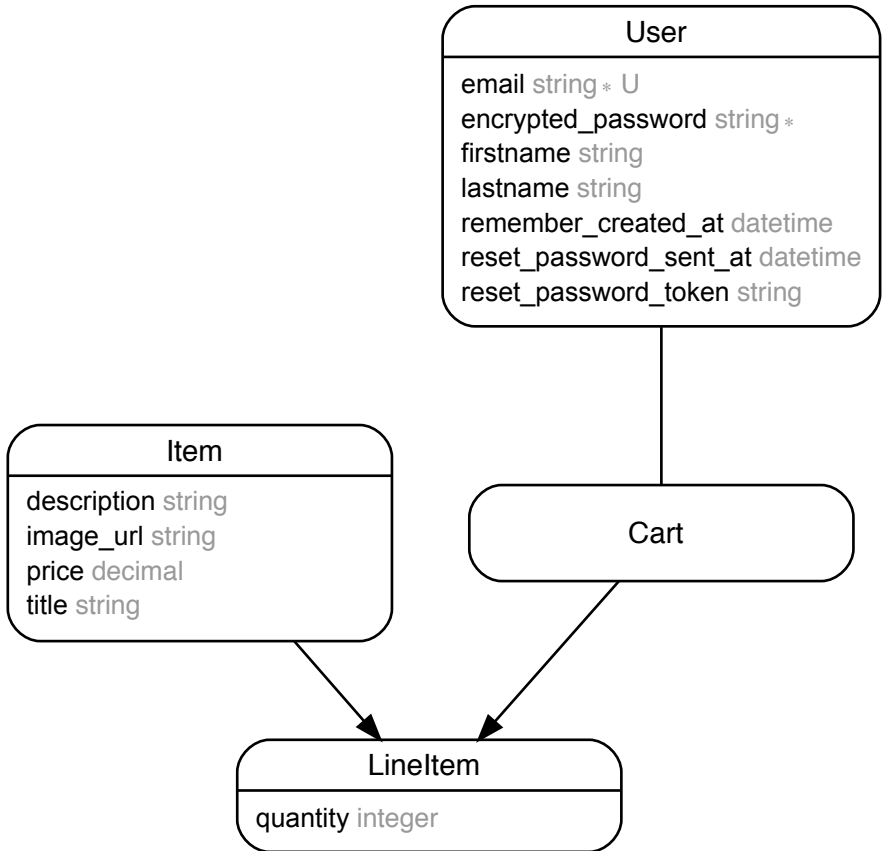 User
email string * U
encrypted_password string *
firstname string
lastname string
remember_created_at datetime
reset_password_sent_at datetime
reset_password_token string
Item
description string
image_url string
price decimal
title string
Cart
LineItem
quantity integer